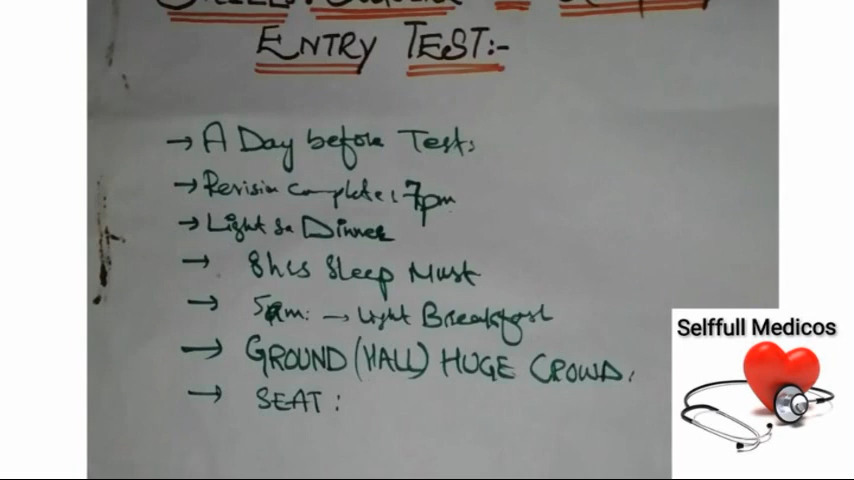 ENTRY TEST:-
→ A Day before Test:
→ Revision complete: 7pm
→ Light sa Dinner
→ 8hrs Sleep Must
→ 5am: → Light Breakfast
→ GROUND (HALL) HUGE CROWD.
→ SEAT:
Selffull Medicos